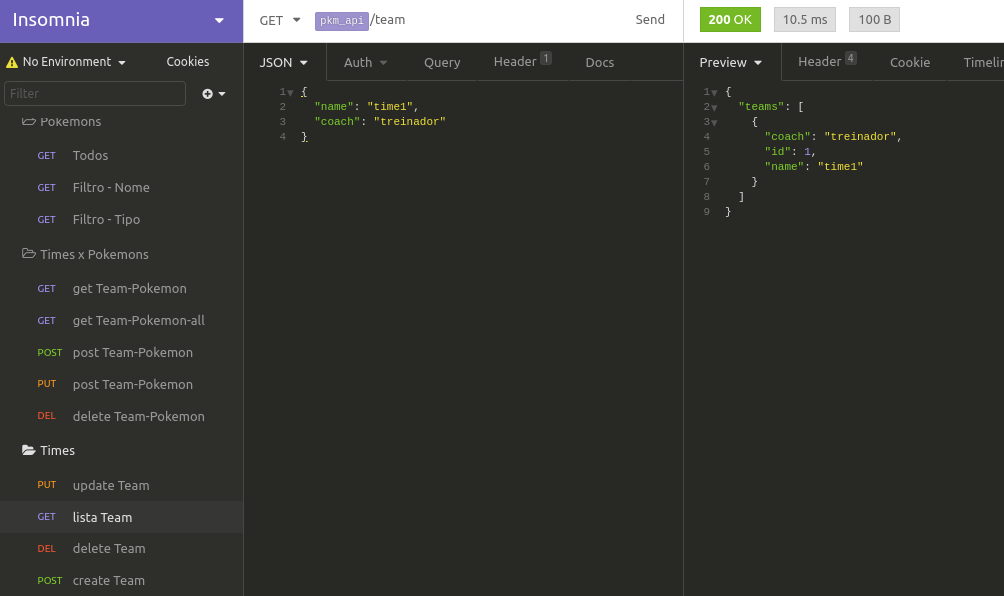 Insomnia
GET pkm_api/team Send
200 OK 10.5 ms 100 B
No Environment Cookies
Filter
Pokemons
GET Todos
GET Filtro - Nome
GET Filtro - Tipo
Times x Pokemons
GET get Team-Pokemon
GET get Team-Pokemon-all
POST post Team-Pokemon
PUT post Team-Pokemon
DEL delete Team-Pokemon
Times
PUT update Team
GET lista Team
DEL delete Team
POST create Team
JSON Auth Query Header 1 Docs
1 {
2 "name": "time1",
3 "coach": "treinador"
4 }
Preview Header 4 Cookie Timelin
1 {
2 "teams": [
3 {
4 "coach": "treinador",
5 "id": 1,
6 "name": "time1"
7 }
8 ]
9 }